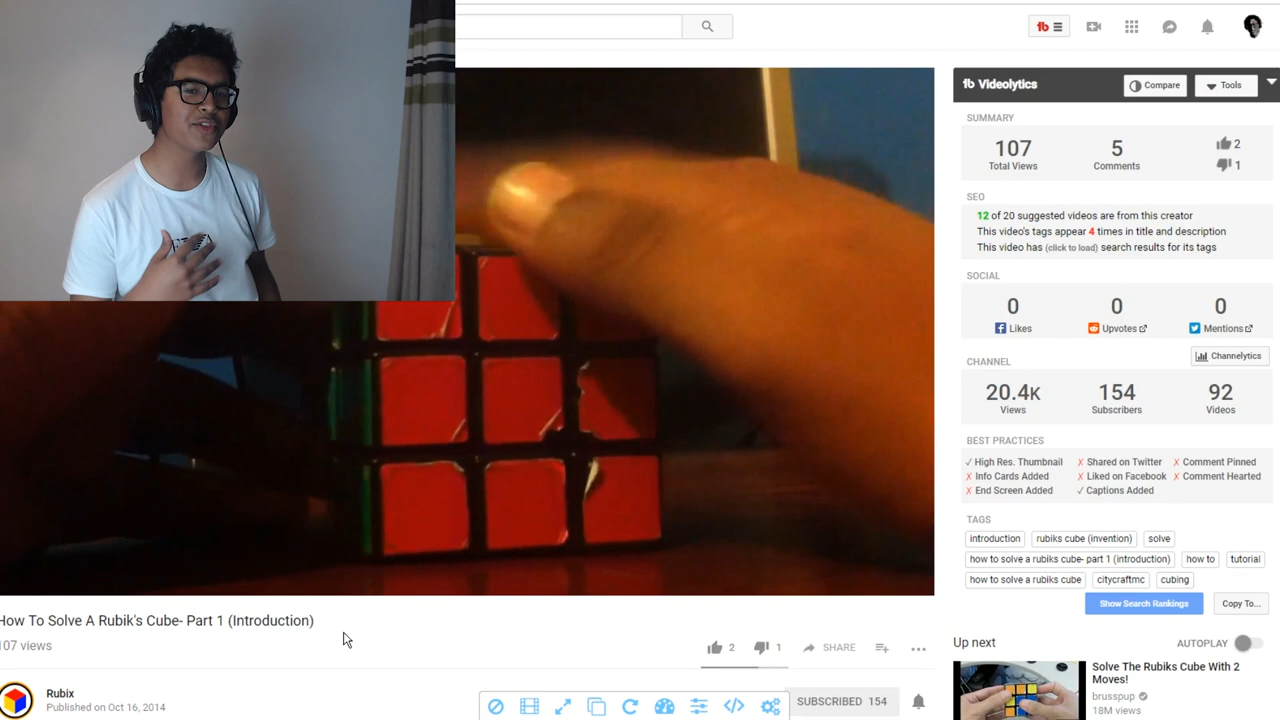 Videolytics
Compare
Tools
SUMMARY
107
Total Views
5
Comments
2
1
SEO
12 of 20 suggested videos are from this creator
This video's tags appear 4 times in title and description
This video has (click to load) search results for its tags
SOCIAL
0
Likes
0
Upvotes
0
Mentions
Channelytics
CHANNEL
20.4K
Views
154
Subscribers
92
Videos
BEST PRACTICES
✓ High Res. Thumbnail ✗ Shared on Twitter ✗ Comment Pinned
✗ Info Cards Added ✗ Liked on Facebook ✗ Comment Hearted
✗ End Screen Added ✓ Captions Added
TAGS
introduction rubiks cube (invention) solve
how to solve a rubiks cube- part 1 (introduction) how to tutorial
how to solve a rubiks cube citycraftmc cubing
Show Search Rankings Copy To...
How To Solve A Rubik's Cube- Part 1 (Introduction)
107 views
2 1 SHARE
Rubix
Published on Oct 16, 2014
SUBSCRIBED 154
Up next
AUTOPLAY
Solve The Rubiks Cube With 2
Moves!
brusspup
18M views